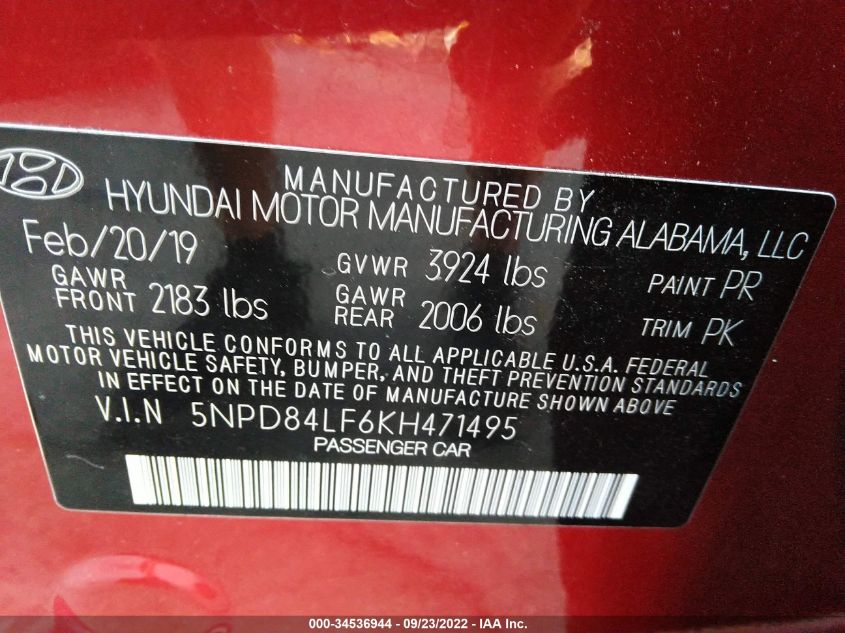 MANUFACTURED BY
HYUNDAI MOTOR MANUFACTURING ALABAMA, LLC
Feb/20/19 GVWR 3924 lbs PAINT PR
GAWR FRONT 2183 lbs GAWR REAR 2006 lbs TRIM PK
THIS VEHICLE CONFORMS TO ALL APPLICABLE U.S.A. FEDERAL
MOTOR VEHICLE SAFETY, BUMPER, AND THEFT PREVENTION STANDARDS
IN EFFECT ON THE DATE OF MANUFACTURE SHOWN ABOVE.
V.I.N 5NPD84LF6KH471495
PASSENGER CAR
000-34536944 - 09/23/2022 - IAA Inc.